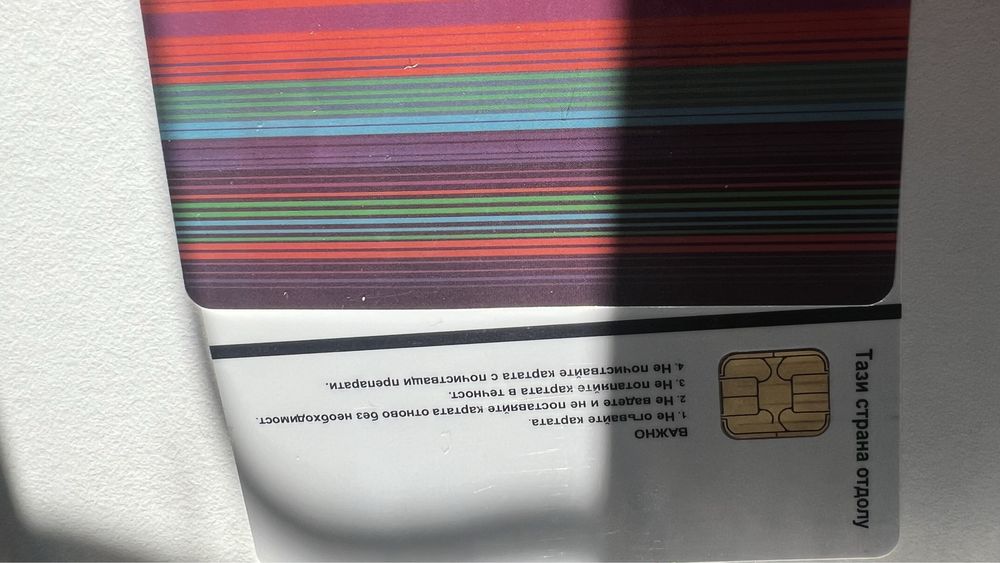 ВАЖНО
1. Не огъвайте картата.
2. Не вадете и не поставяйте картата отново без необходимост.
3. Не потапяйте картата в течност.
4. Не почиствайте картата с почистващи препарати.
Тази страна отдолу